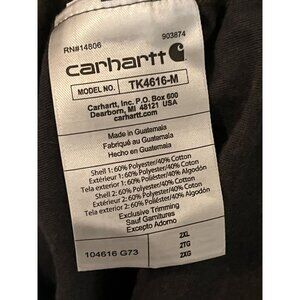 RN#14806 903874
carhartt
MODEL NO. TK4616-M
Carhartt, Inc. P.O. Box 600
Dearborn, MI 48121 USA
carhartt.com
Made in Guatemala
Fabriqué au Guatemala
Hecho en Guatemala
Shell 1: 60% Polyester/40% Cotton
Extérieur 1: 60% Polyester/40% Coton
Tela exterior 1: 60% Poliéster/40% Algodon
Shell 2: 60% Polyester/40% Cotton
Extérieur 2: 60% Polyester/40% Coton
Tela exterior 2: 60% Poliéster/40% Algodon
Exclusive Trimming
Sauf Garnitures
Excepto Adorno
104616 G73
2XL
2TG
2XG